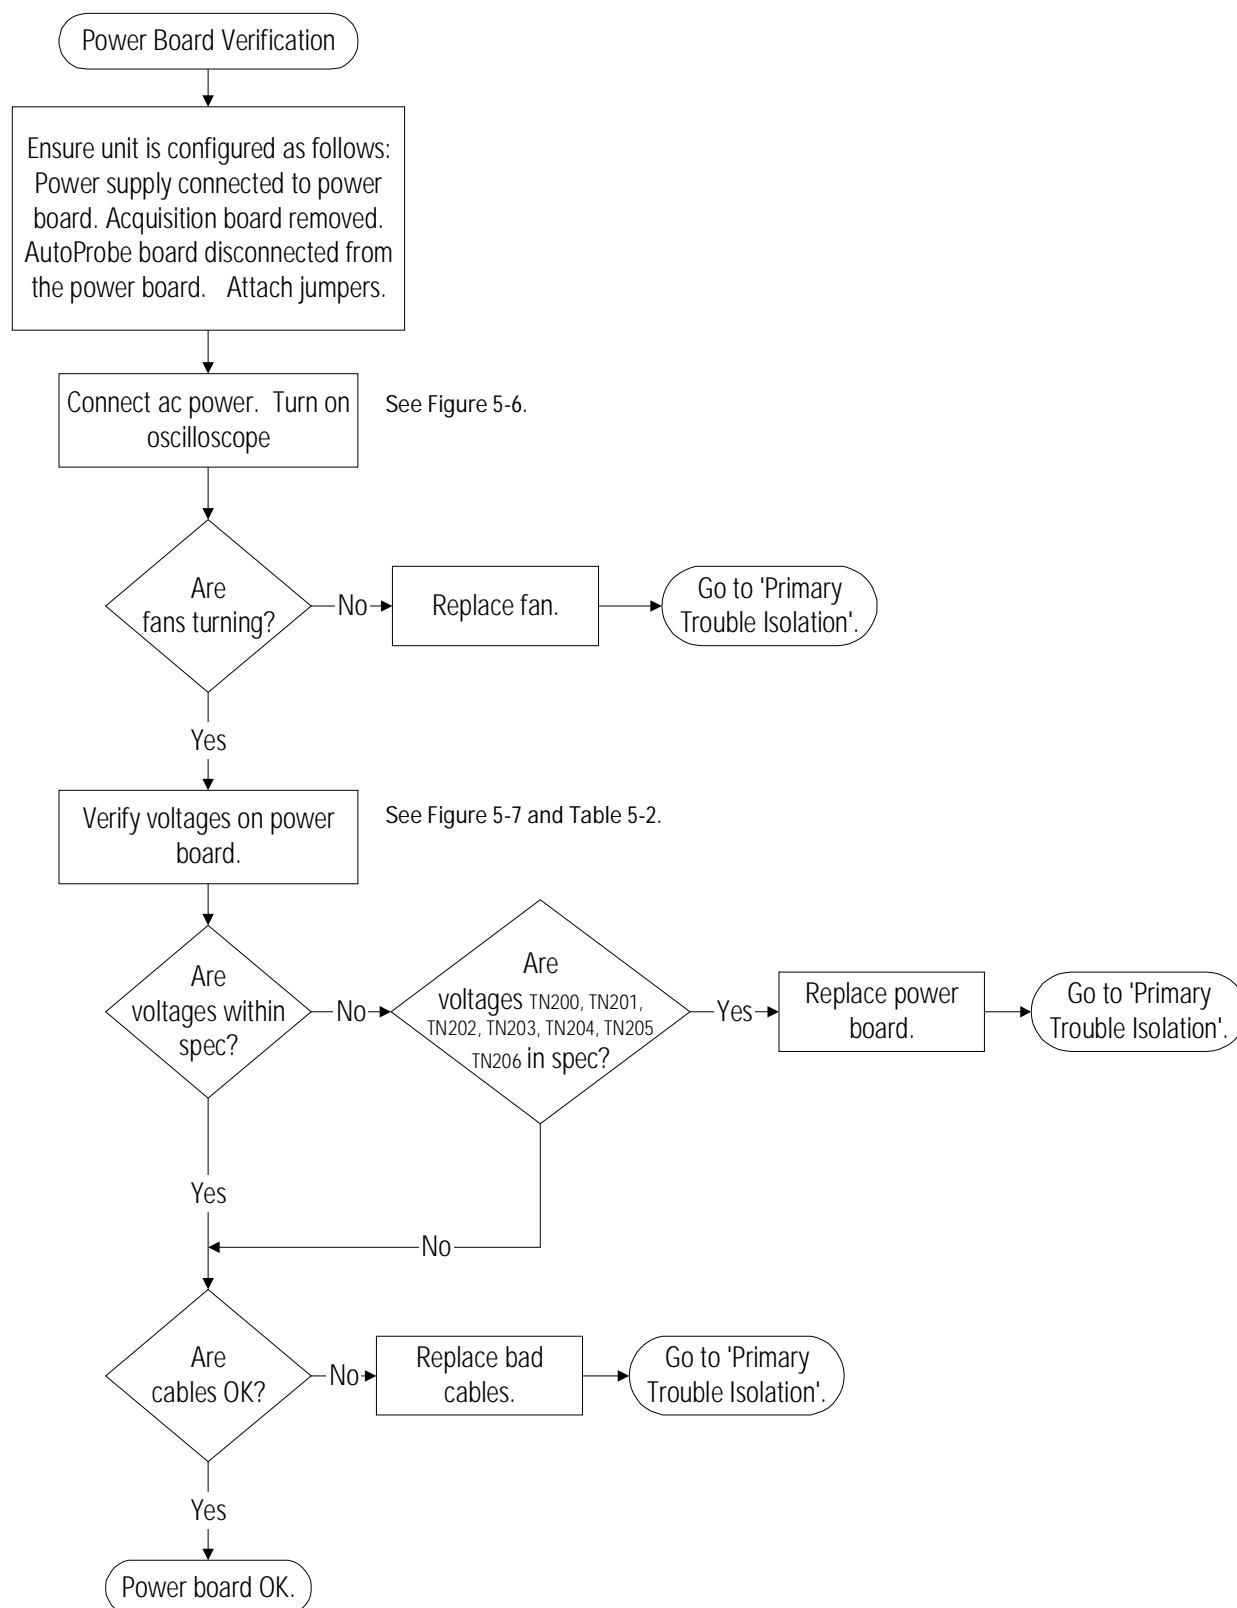 Power Board Verification
Ensure unit is configured as follows:
Power supply connected to power
board. Acquisition board removed.
AutoProbe board disconnected from
the power board. Attach jumpers.
Connect ac power. Turn on
oscilloscope
See Figure 5-6.
Are
fans turning?
No
Replace fan.
Go to 'Primary
Trouble Isolation'.
Yes
Verify voltages on power
board.
See Figure 5-7 and Table 5-2.
Are
voltages within
spec?
No
Are
voltages TN200, TN201,
TN202, TN203, TN204, TN205
TN206 in spec?
Yes
Replace power
board.
Go to 'Primary
Trouble Isolation'.
Yes
No
Are
cables OK?
No
Replace bad
cables.
Go to 'Primary
Trouble Isolation'.
Yes
Power board OK.